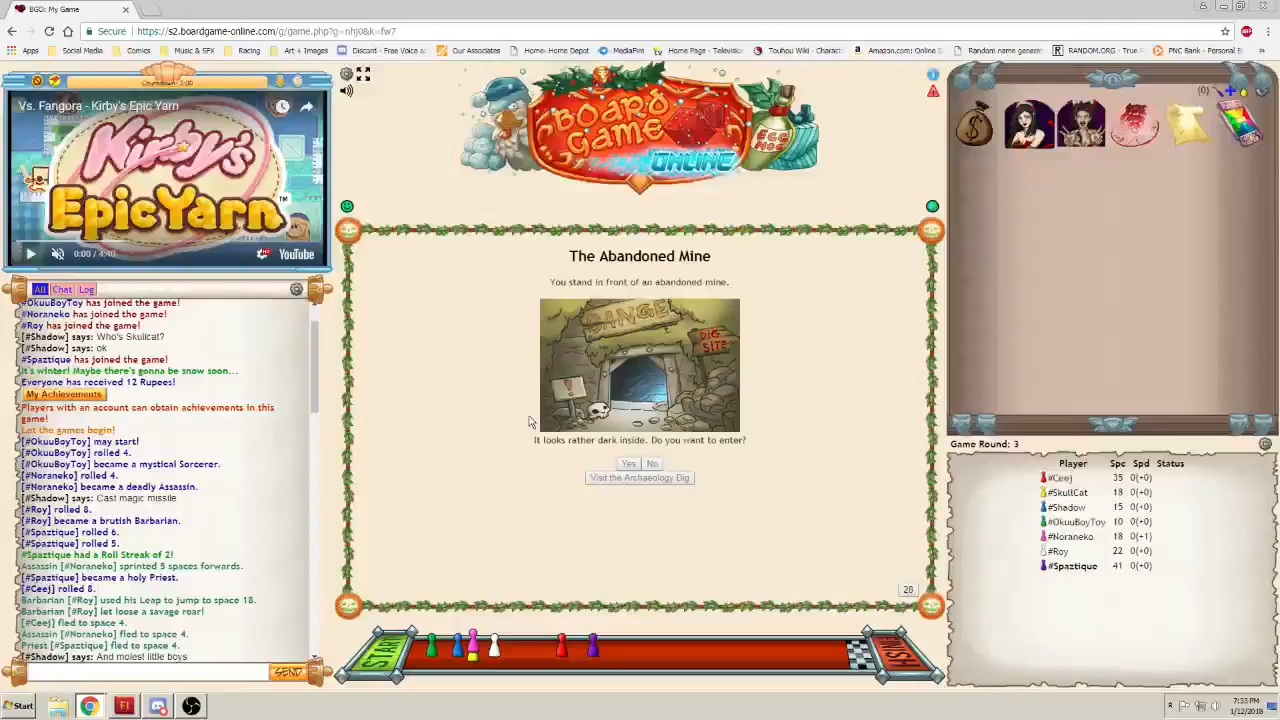 BGO: My Game
Secure
https://s2.boardgame-online.com/g/game.php?g=nhj0&k=fw7
Apps
Social Media
Comics
Music & SFX
Racing
Art + Images
Discord - Free Voice a
Our Associates
Home- Home Depot
MediaFire
Home Page - Televisio
Touhou Wiki - Charact
Amazon.com: Online S
Random name genera
RANDOM.ORG - True R
PNC Bank - Personal B
Countdown: 2:00
Vs. Fangora - Kirby's Epic Yarn
Kirby's
Epic Yarn
0:00 / 4:40
YouTube
All
Chat
Log
#OkuuBoyToy has joined the game!
#Noraneko has joined the game!
#Roy has joined the game!
[#Shadow] says: Who's Skullcat?
[#Shadow] says: ok
#Spaztique has joined the game!
It's winter! Maybe there's gonna be snow soon...
Everyone has received 12 Rupees!
My Achievements
Players with an account can obtain achievements in this
game!
Let the games begin!
[#OkuuBoyToy] may start!
[#OkuuBoyToy] rolled 4.
[#OkuuBoyToy] became a mystical Sorcerer.
[#Noraneko] rolled 4.
[#Noraneko] became a deadly Assassin.
[#Shadow] says: Cast magic missile
[#Roy] rolled 8.
[#Roy] became a brutish Barbarian.
[#Spaztique] rolled 6.
[#Spaztique] rolled 5.
#Spaztique had a Roll Streak of 2!
Assassin [#Noraneko] sprinted 5 spaces forwards.
[#Spaztique] became a holy Priest.
[#Ceej] rolled 8.
Barbarian [#Roy] used his Leap to jump to space 18.
Barbarian [#Roy] let loose a savage roar!
[#Ceej] fled to space 4.
Assassin [#Noraneko] fled to space 4.
Priest [#Spaztique] fled to space 4.
[#Shadow] says: And molest little boys
SEND
BOARD
GAME
ONLINE
EGG
NOG
The Abandoned Mine
You stand in front of an abandoned mine.
DANGE
DIG
SITE
It looks rather dark inside. Do you want to enter?
Yes
No
Visit the Archaeology Dig
28
START
FINISH
(0)
Game Round: 3
Player Spc Spd Status
#Ceej 35 0(+0)
#SkullCat 18 0(+0)
#Shadow 15 0(+0)
#OkuuBoyToy 10 0(+0)
#Noraneko 18 0(+1)
#Roy 22 0(+0)
#Spaztique 41 0(+0)
Start
7:33 PM
1/12/2018